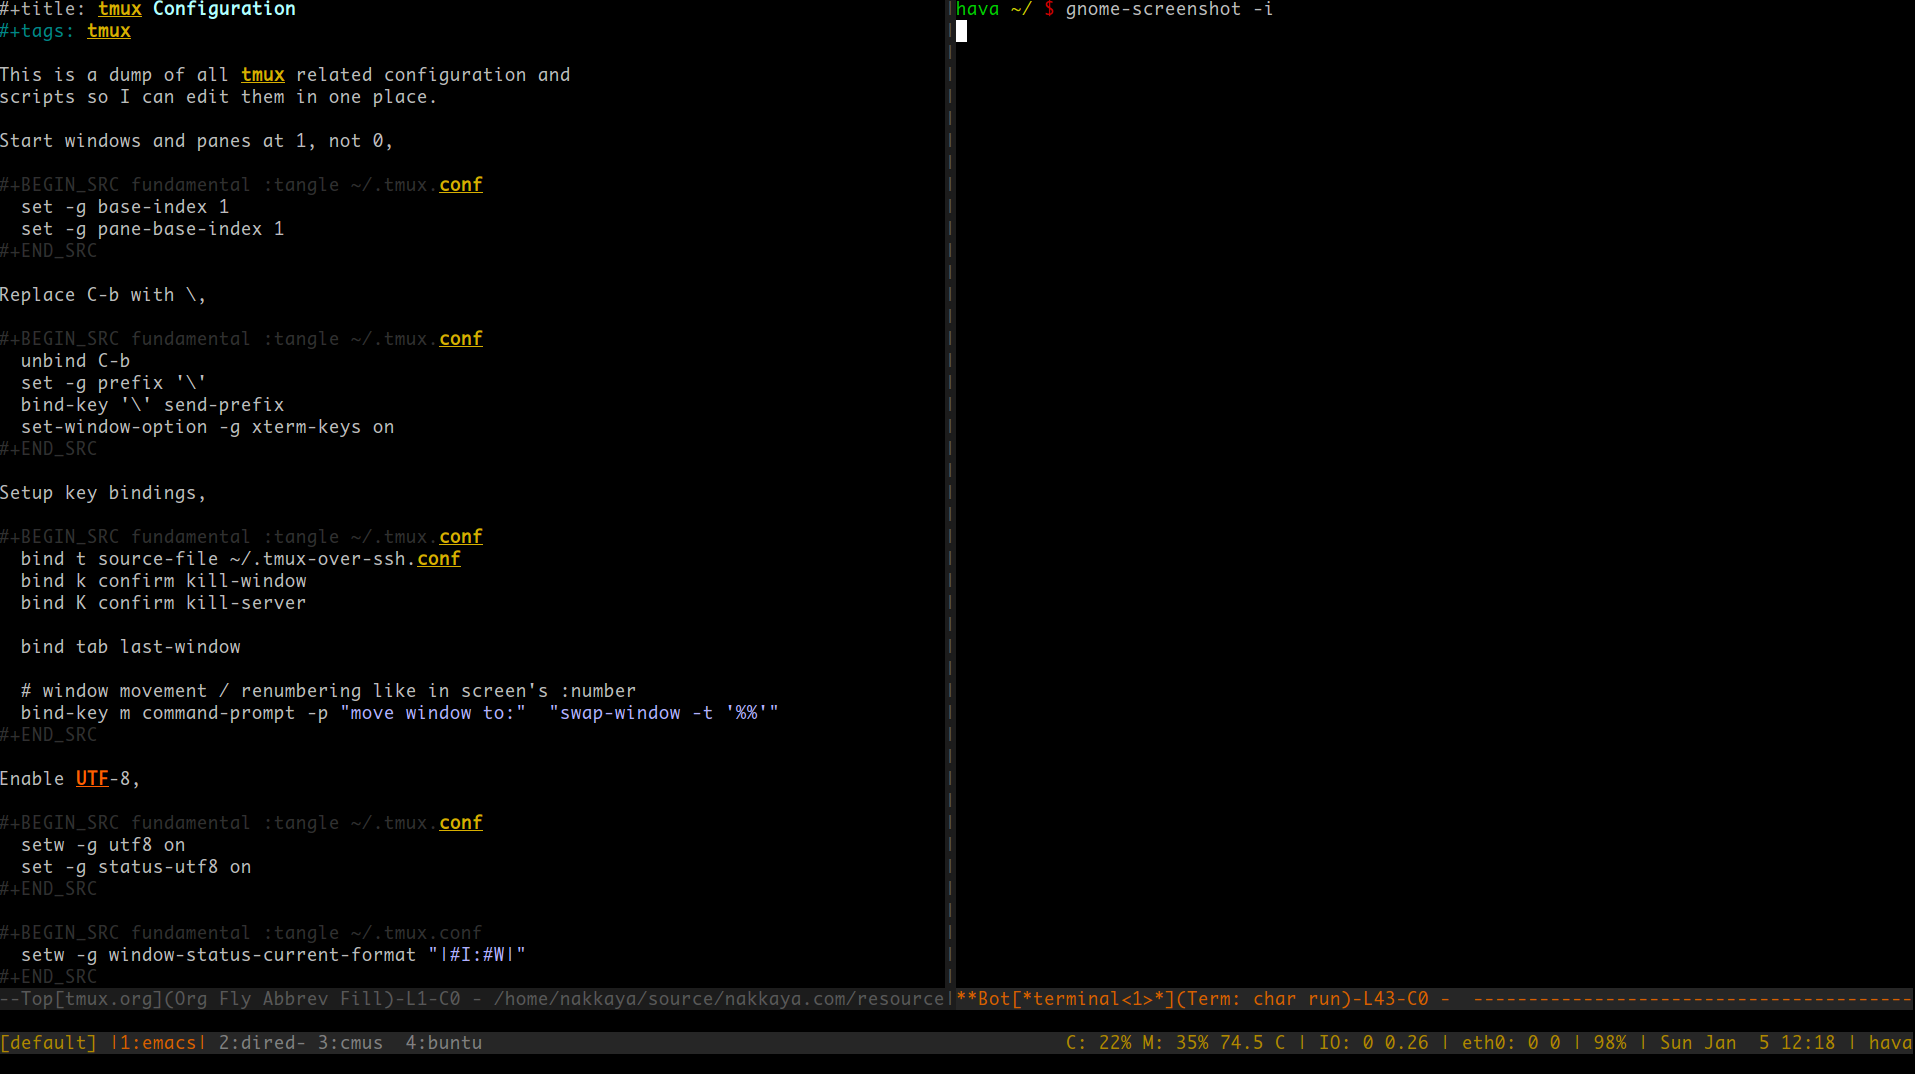 #+title: tmux Configuration
#+tags: tmux
This is a dump of all tmux related configuration and
scripts so I can edit them in one place.
Start windows and panes at 1, not 0,
#+BEGIN_SRC fundamental :tangle ~/.tmux.conf
  set -g base-index 1
  set -g pane-base-index 1
#+END_SRC
Replace C-b with \,
#+BEGIN_SRC fundamental :tangle ~/.tmux.conf
  unbind C-b
  set -g prefix '\'
  bind-key '\' send-prefix
  set-window-option -g xterm-keys on
#+END_SRC
Setup key bindings,
#+BEGIN_SRC fundamental :tangle ~/.tmux.conf
  bind t source-file ~/.tmux-over-ssh.conf
  bind k confirm kill-window
  bind K confirm kill-server
  bind tab last-window
  # window movement / renumbering like in screen's :number
  bind-key m command-prompt -p "move window to:"  "swap-window -t '%%'"
#+END_SRC
Enable UTF-8,
#+BEGIN_SRC fundamental :tangle ~/.tmux.conf
  setw -g utf8 on
  set -g status-utf8 on
#+END_SRC
#+BEGIN_SRC fundamental :tangle ~/.tmux.conf
  setw -g window-status-current-format "|#I:#W|"
#+END_SRC
--Top[tmux.org](Org Fly Abbrev Fill)-L1-C0 - /home/nakkaya/source/nakkaya.com/resource
hava ~/ $ gnome-screenshot -i
**Bot[*terminal<1>*](Term: char run)-L43-C0 -  ----------------------------------------
[default] |1:emacs| 2:dired- 3:cmus  4:buntu
C: 22% M: 35% 74.5 C | IO: 0 0.26 | eth0: 0 0 | 98% | Sun Jan  5 12:18 | hava